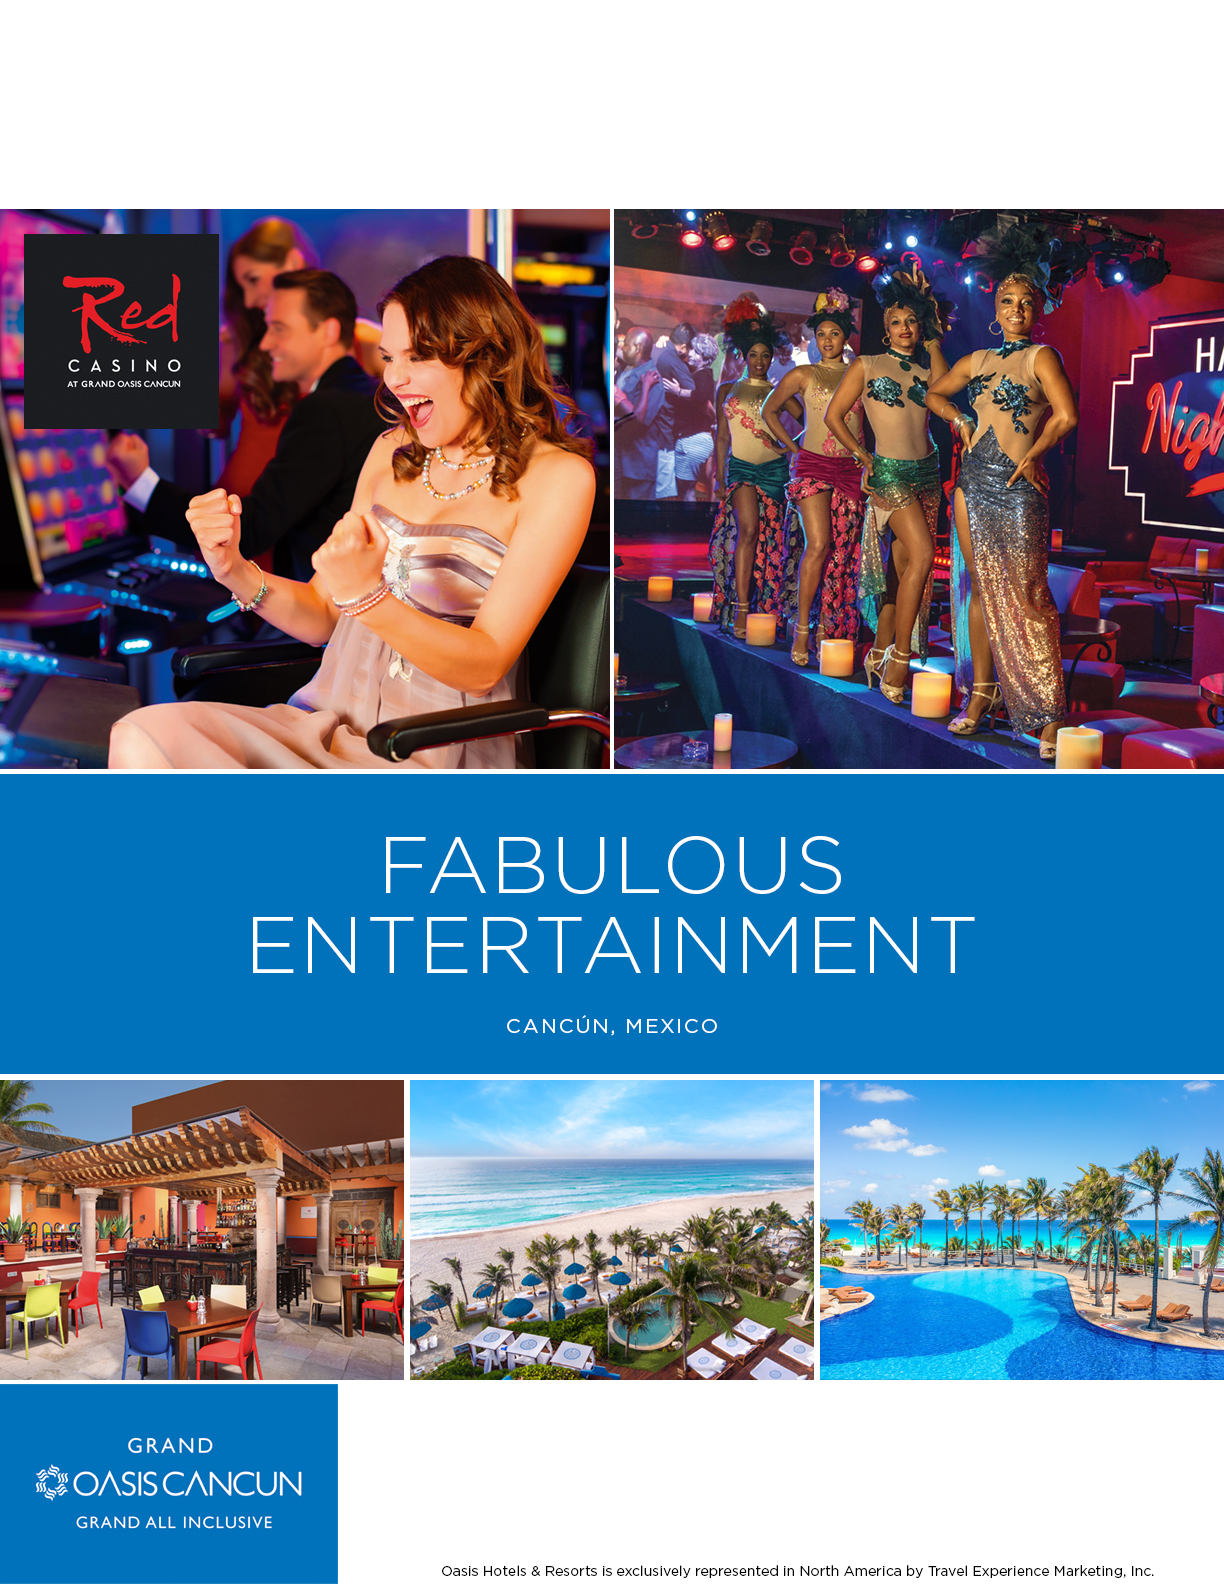 Red
CASINO
AT GRAND OASIS CANCUN
FABULOUS
ENTERTAINMENT
CANCÚN, MEXICO
GRAND
OASIS CANCUN
GRAND ALL INCLUSIVE
Oasis Hotels & Resorts is exclusively represented in North America by Travel Experience Marketing, Inc.